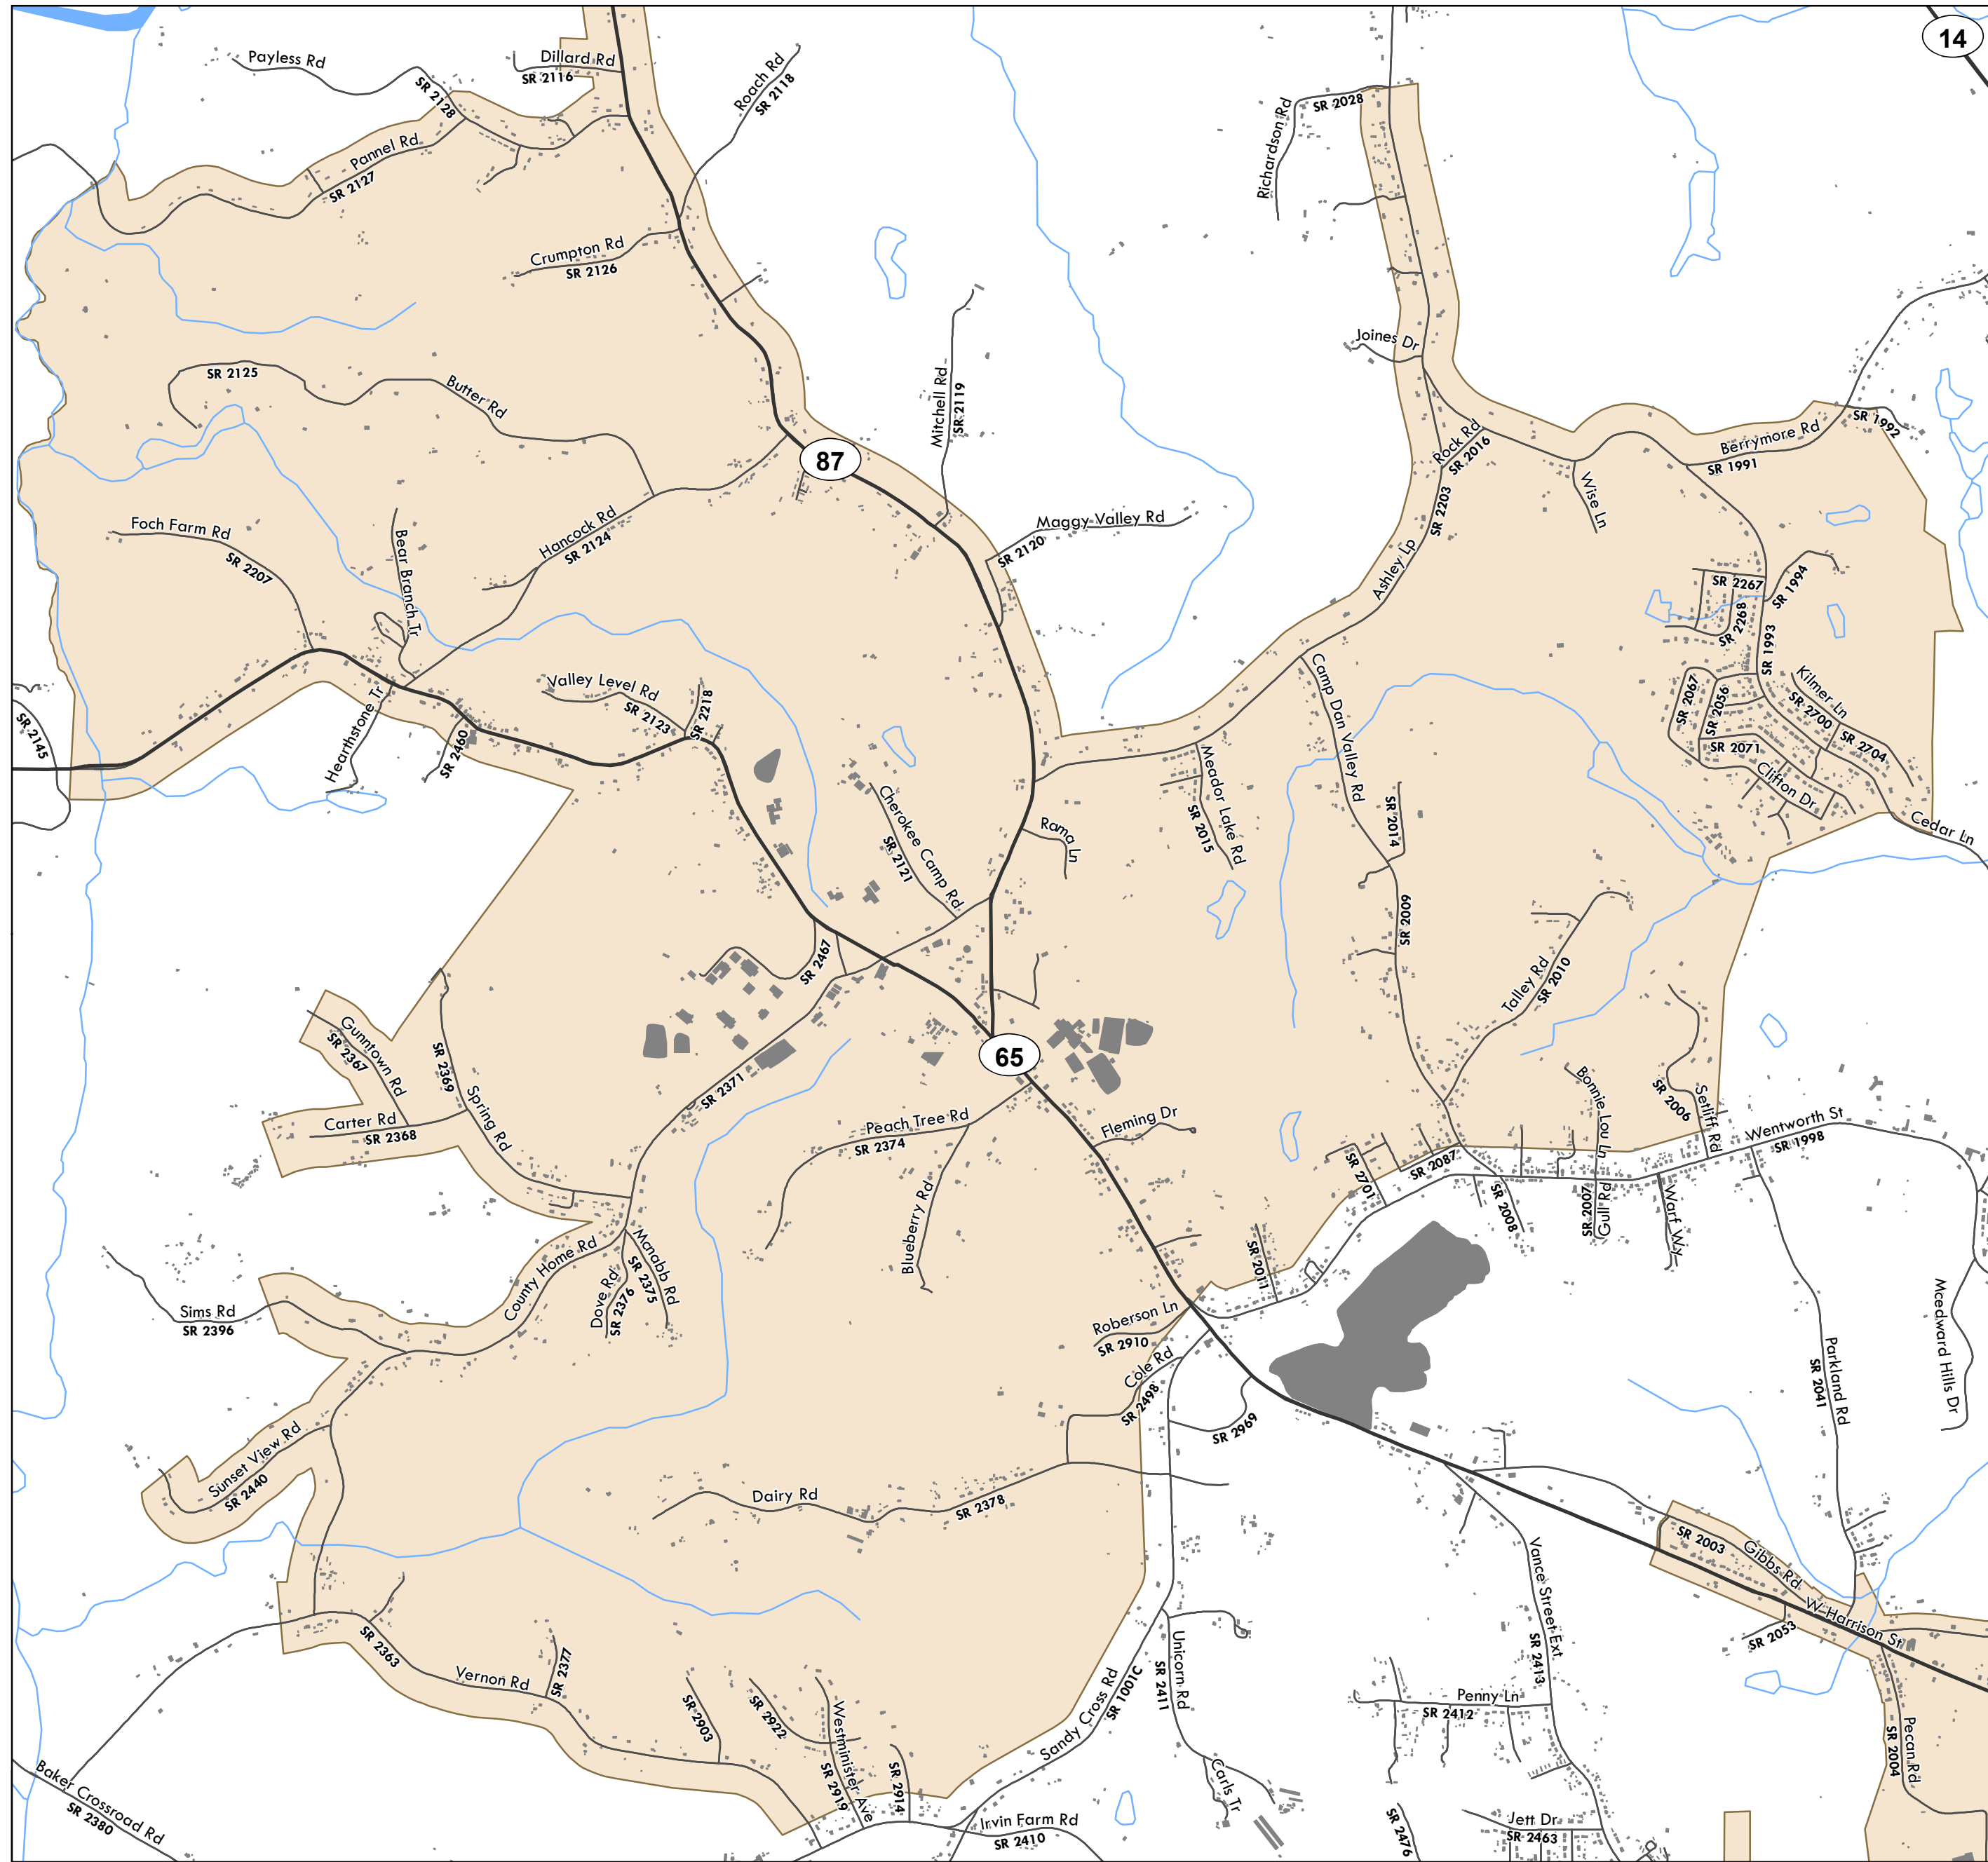 14
Payless Rd
SR 2128
Dillard Rd
SR 2116
Roach Rd
SR 2118
Richardson Rd
SR 2028
Pannel Rd
SR 2127
Crumpton Rd
SR 2126
Joines Dr
SR 2125
Butter Rd
Mitchell Rd
SR 2119
Rock Rd
SR 2016
Berrymore Rd
SR 1991
SR 1992
87
Wise Ln
SR 2203
Ashley Lp
Foch Farm Rd
SR 2207
Bear Branch Tr
Hancock Rd
SR 2124
Maggy Valley Rd
SR 2120
SR 2267
SR 1994
SR 2268
SR 1993
Kilmer Ln
SR 2700
SR 2704
SR 2067
SR 2056
SR 2071
Clifton Dr
Cedar Ln
SR 2145
Hearthstone Tr
SR 2460
Valley Level Rd
SR 2123
SR 2218
Camp Dan Valley Rd
SR 2014
Meador Lake Rd
SR 2015
Cherokee Camp Rd
SR 2121
Rama Ln
SR 2009
SR 2467
Talley Rd
SR 2010
Gunntown Rd
SR 2367
SR 2369
Spring Rd
65
SR 2371
Carter Rd
SR 2368
Peach Tree Rd
SR 2374
Fleming Dr
Bonnie Lou Ln
SR 2006
Setliff Rd
Wentworth St
SR 1998
SR 2701
SR 2087
Blueberry Rd
SR 2008
SR 2007
Gull Rd
Warf Wy
Mcnabb Rd
SR 2375
Dove Rd
SR 2376
County Home Rd
SR 2011
Sims Rd
SR 2396
Roberson Ln
SR 2910
Cole Rd
SR 2498
SR 2969
Parkland Rd
SR 2041
Mcedward Hills Dr
Sunset View Rd
SR 2440
Dairy Rd
SR 2378
SR 2003
Gibbs Rd
Vance Street Ext
SR 2413
W Harrison St
SR 2053
SR 2363
Vernon Rd
SR 2377
SR 2903
SR 2922
Westminister Ave
SR 2919
SR 2914
Sandy Cross Rd
SR 1001C
Unicorn Rd
SR 2411
Penny Ln
SR 2412
Pecan Rd
SR 2004
Baker Crossroad Rd
SR 2380
Irvin Farm Rd
SR 2410
Carls Tr
SR 2476
Jett Dr
SR 2463